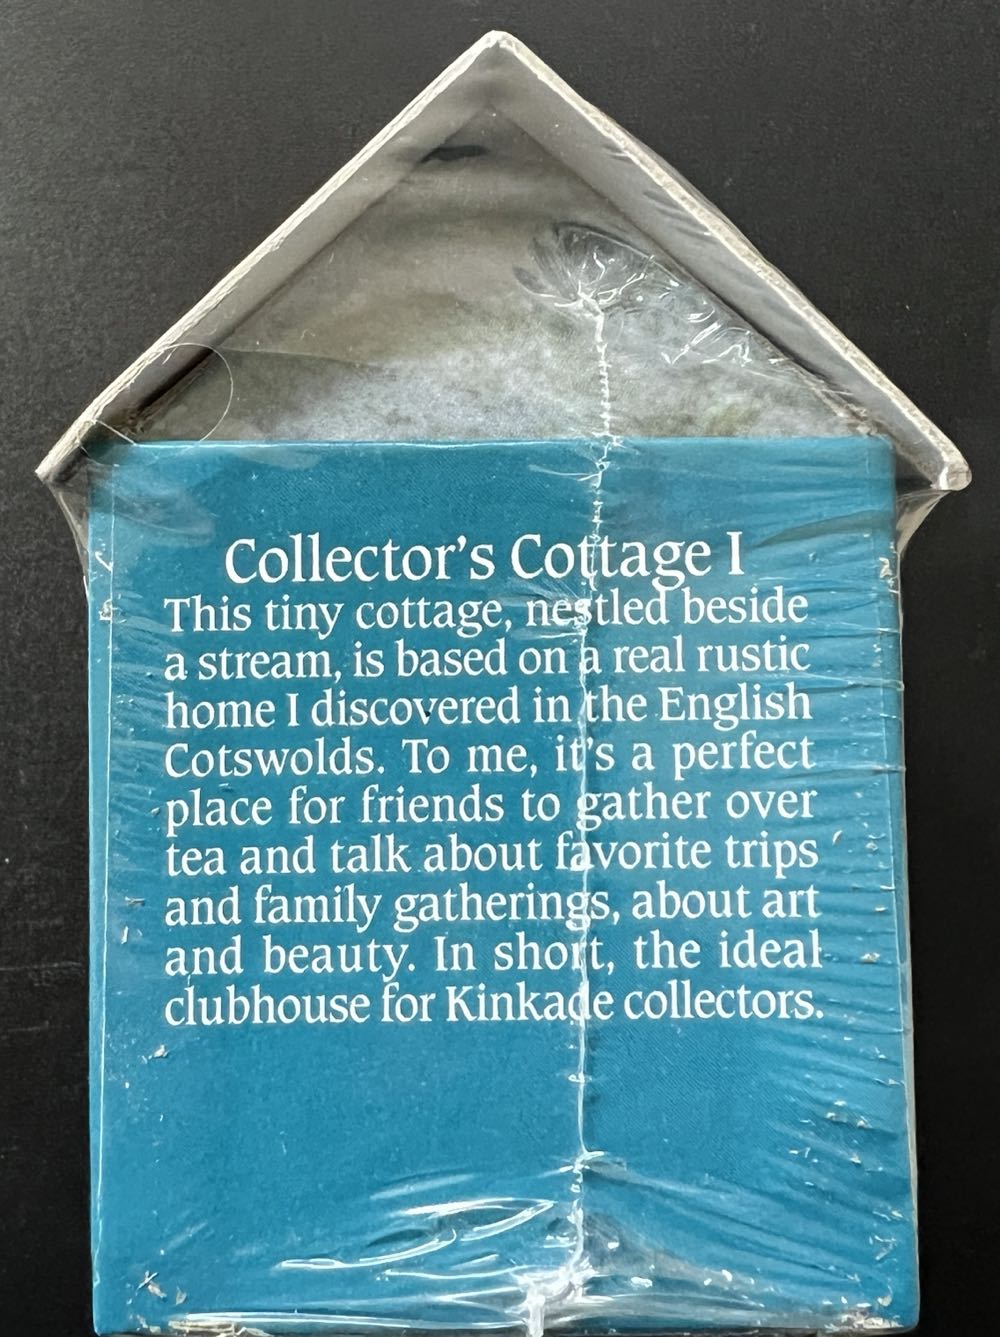 Collector's Cottage I
This tiny cottage, nestled beside
a stream, is based on a real rustic
home I discovered in the English
Cotswolds. To me, it's a perfect
place for friends to gather over
tea and talk about favorite trips
and family gatherings, about art
and beauty. In short, the ideal
clubhouse for Kinkade collectors.